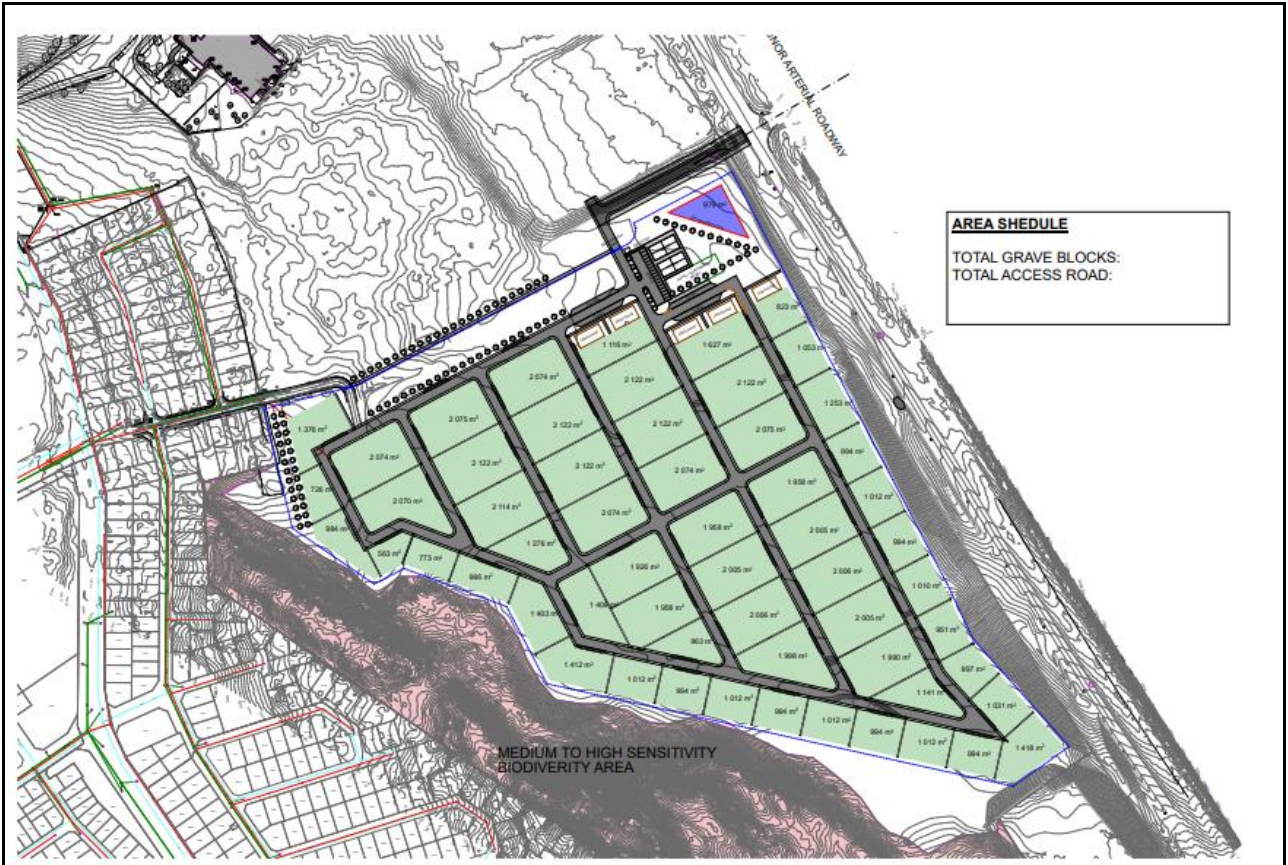 NOR ARTERIAL ROADWAY
979 m²
AREA SHEDULE
TOTAL GRAVE BLOCKS:
TOTAL ACCESS ROAD:
823 m²
1 116 m²
1 627 m²
1 053 m²
2 074 m²
2 122 m²
2 122 m²
1 253 m²
2 075 m²
2 122 m²
2 122 m²
2 075 m²
1 376 m²
994 m²
2 074 m²
2 122 m²
2 122 m²
2 074 m²
1 958 m²
726 m²
1 012 m²
2 070 m²
2 114 m²
2 074 m²
1 958 m²
2 005 m²
984 m²
994 m²
1 276 m²
563 m²
773 m²
986 m²
1 926 m²
2 005 m²
2 006 m²
1 010 m²
1 403 m²
1 958 m²
2 006 m²
2 005 m²
951 m²
903 m²
1 998 m²
1 990 m²
1 412 m²
1 012 m²
994 m²
1 012 m²
994 m²
1 012 m²
994 m²
1 012 m²
994 m²
1 141 m²
897 m²
1 031 m²
1 418 m²
MEDIUM TO HIGH SENSITIVITY
BIODIVERITY AREA